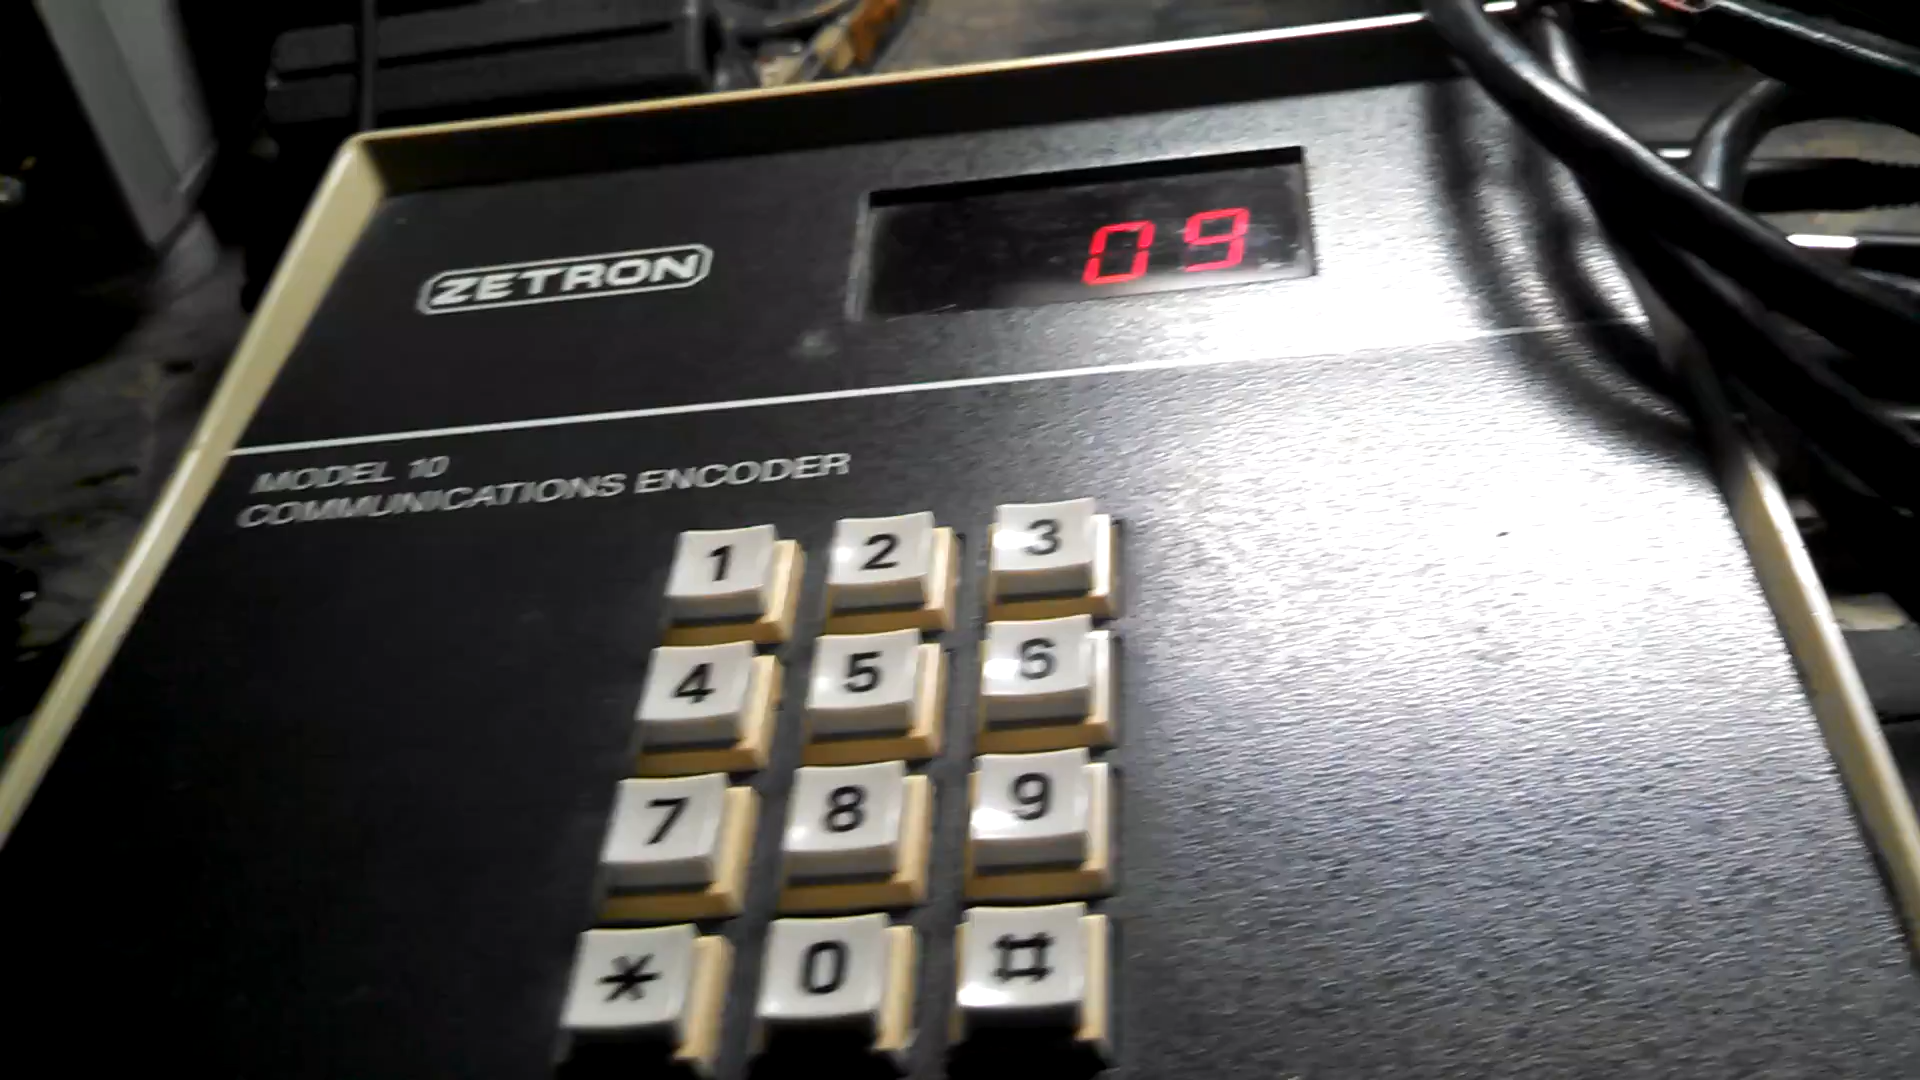 ZETRON
09
MODEL 10
COMMUNICATIONS ENCODER
1 2 3
4 5 6
7 8 9
* 0 #